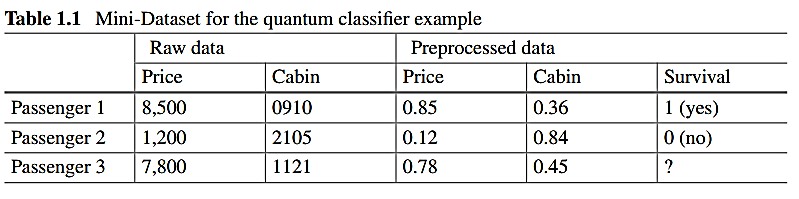 Table 1.1 Mini-Dataset for the quantum classifier example
Raw data Preprocessed data
Price Cabin Price Cabin Survival
Passenger 1 8,500 0910 0.85 0.36 1 (yes)
Passenger 2 1,200 2105 0.12 0.84 0 (no)
Passenger 3 7,800 1121 0.78 0.45 ?